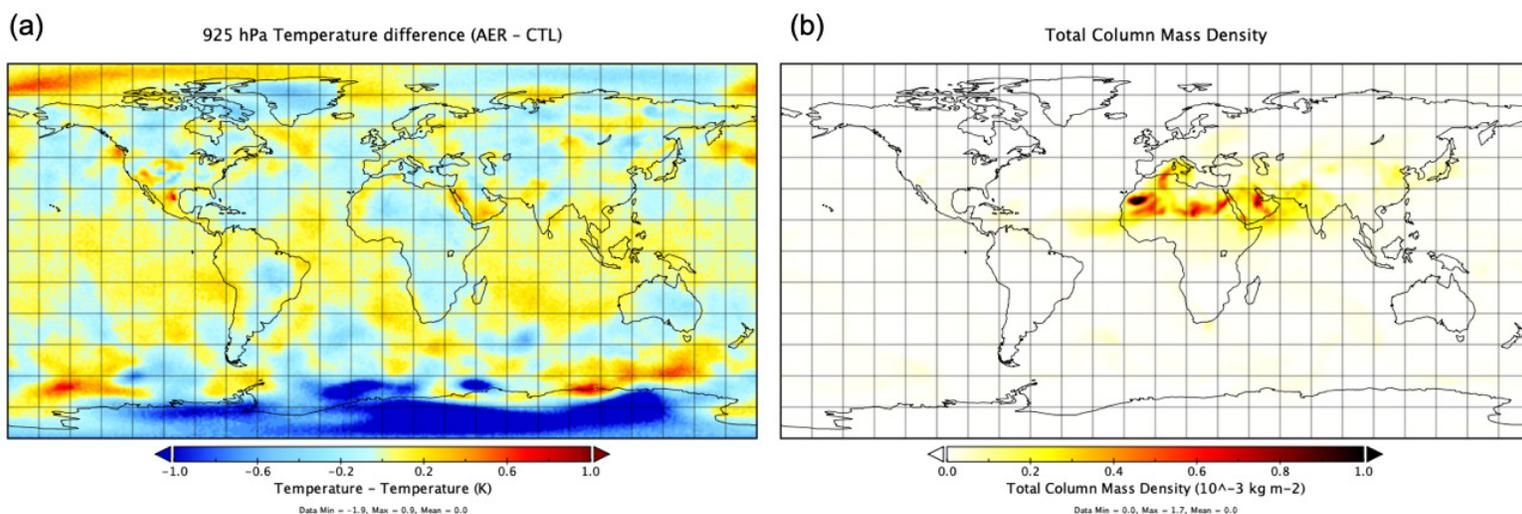 (a)
925 hPa Temperature difference (AER – CTL)
-1.0 -0.6 -0.2 0.2 0.6 1.0
Temperature – Temperature (K)
Data Min = -1.9, Max = 0.9, Mean = 0.0
(b)
Total Column Mass Density
0.0 0.2 0.4 0.6 0.8 1.0
Total Column Mass Density (10^-3 kg m-2)
Data Min = 0.0, Max = 1.7, Mean = 0.0